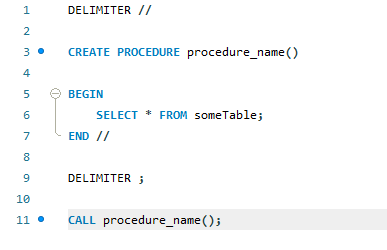 1 DELIMITER //
2
3 CREATE PROCEDURE procedure_name()
4
5 BEGIN
6 SELECT * FROM someTable;
7 END //
8
9 DELIMITER ;
10
11 CALL procedure_name();